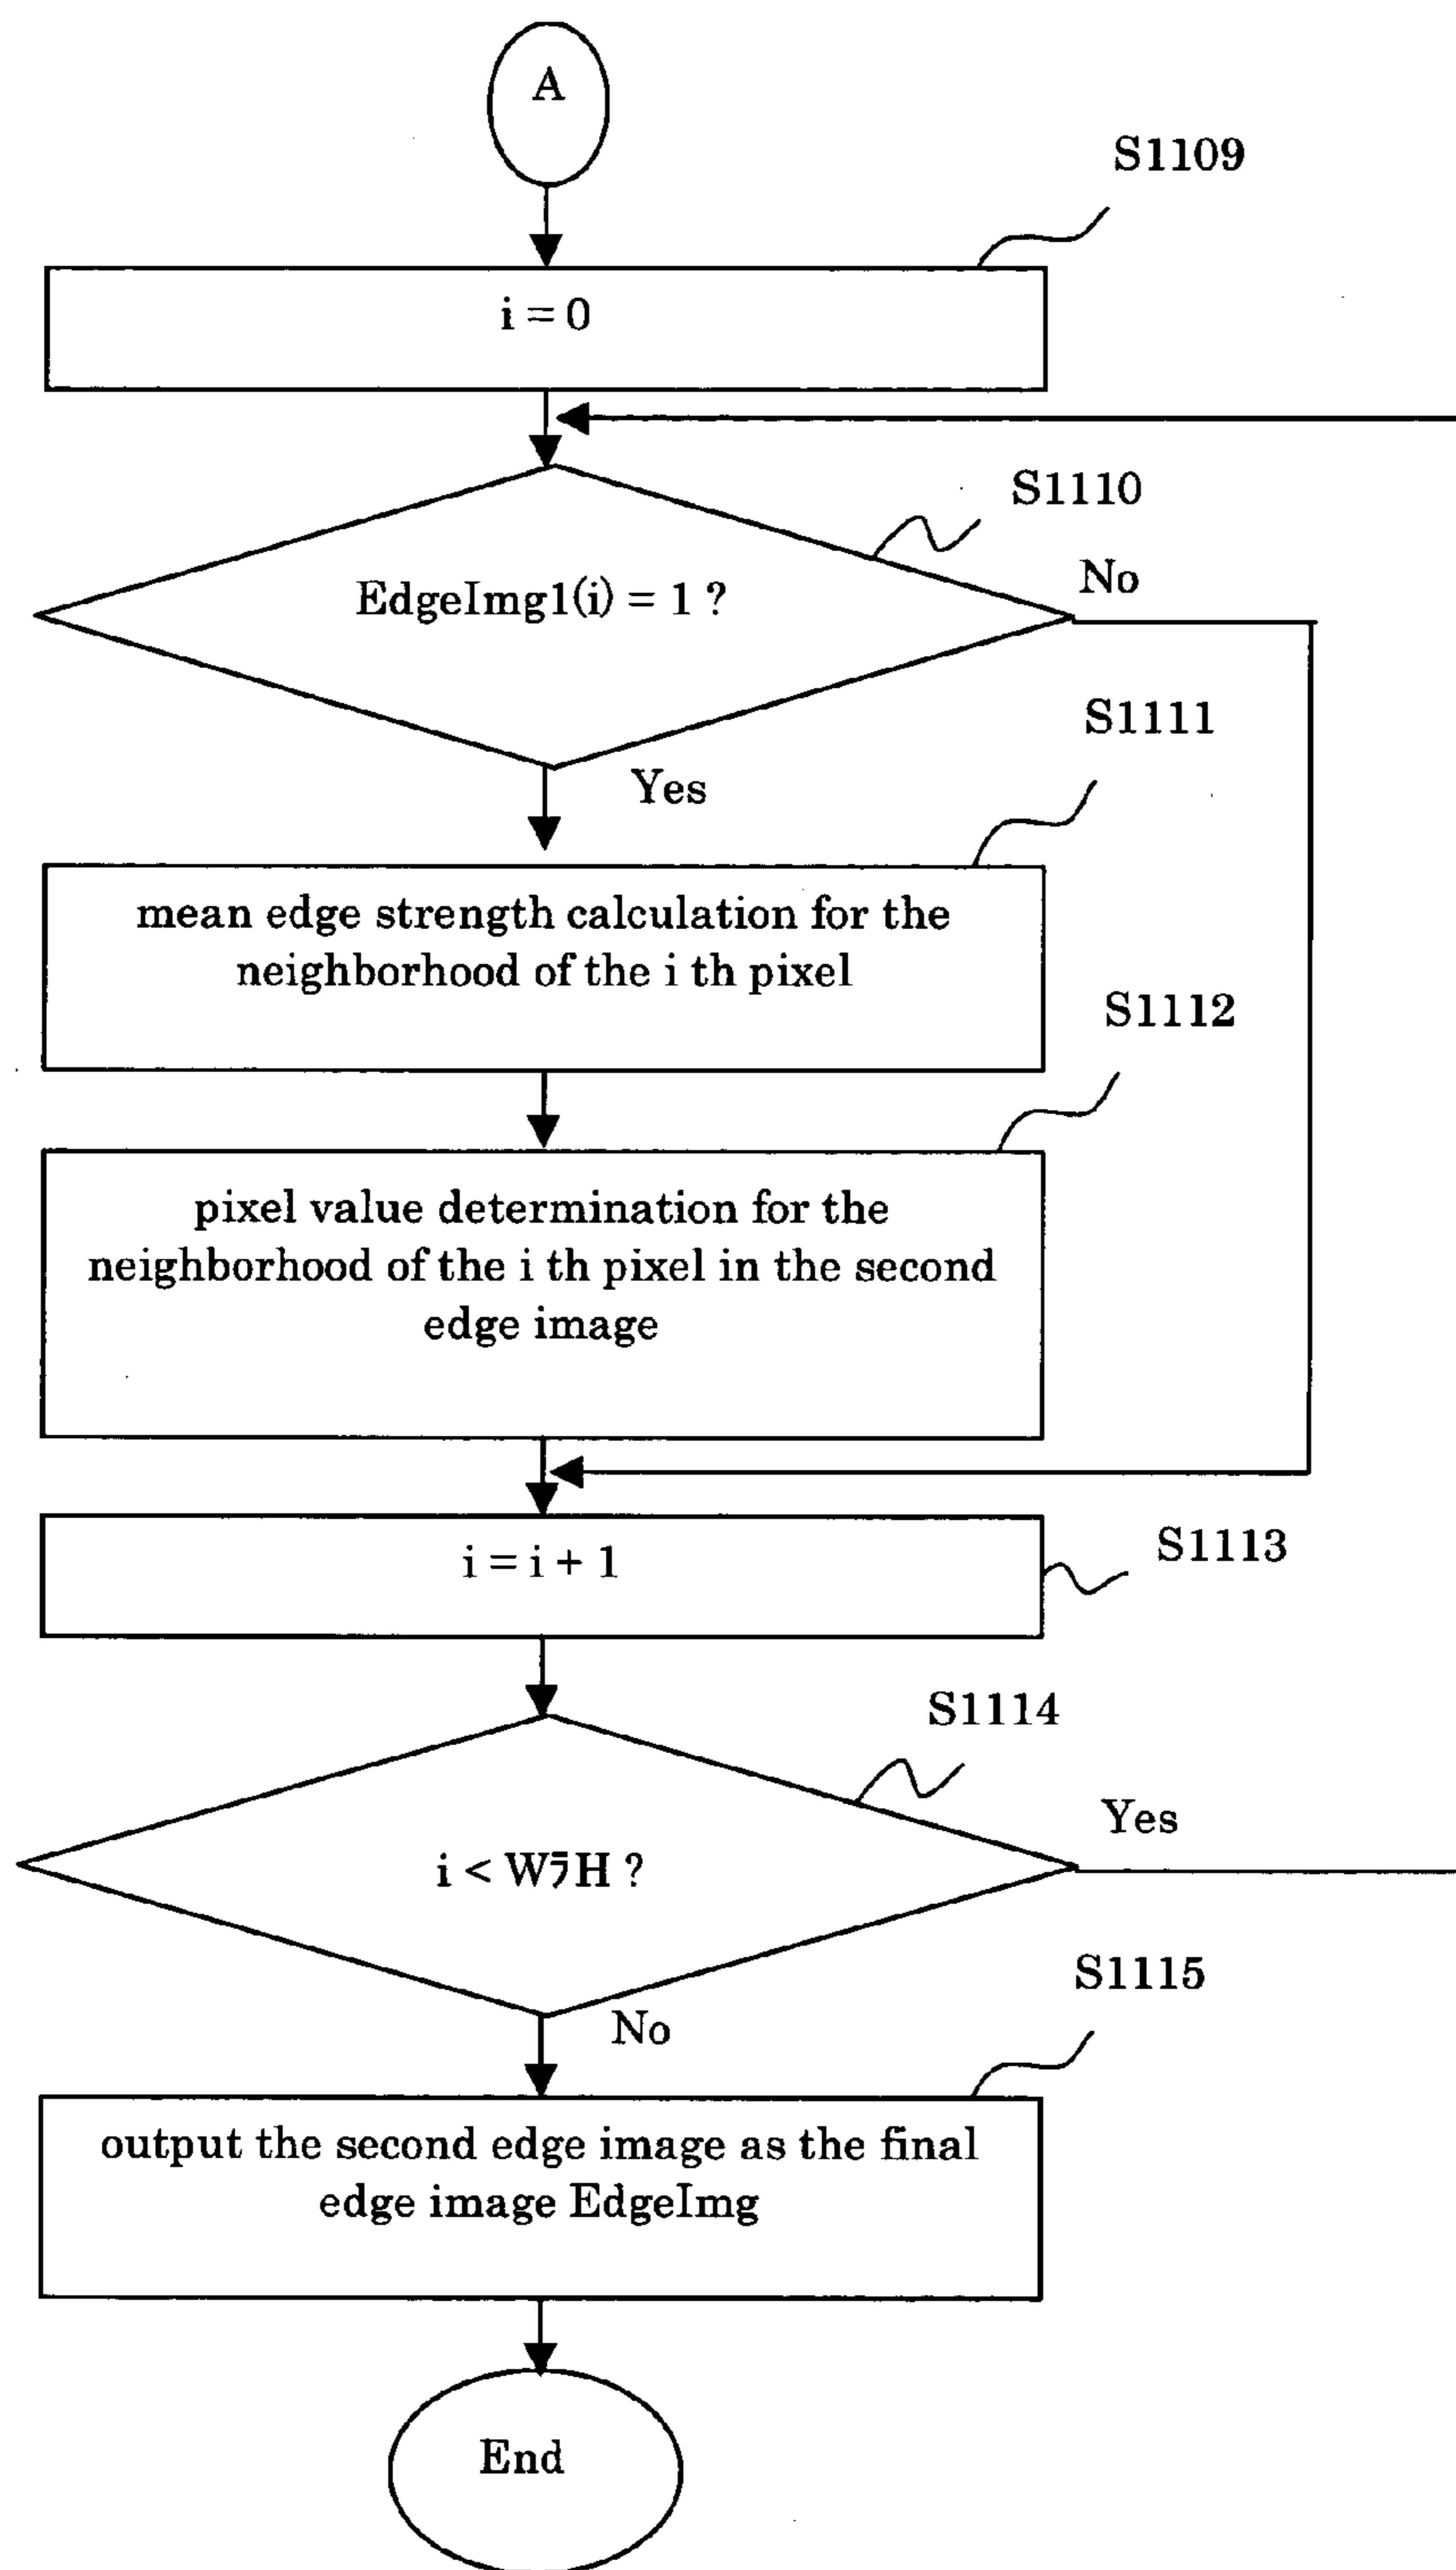 A
S1109
i = 0
S1110
EdgeImg1(i) = 1 ?
No
S1111
Yes
mean edge strength calculation for the
neighborhood of the i th pixel
S1112
pixel value determination for the
neighborhood of the i th pixel in the second
edge image
i = i + 1
S1113
S1114
Yes
i < H ?
S1115
No
output the second edge image as the final
edge image EdgeImg
End